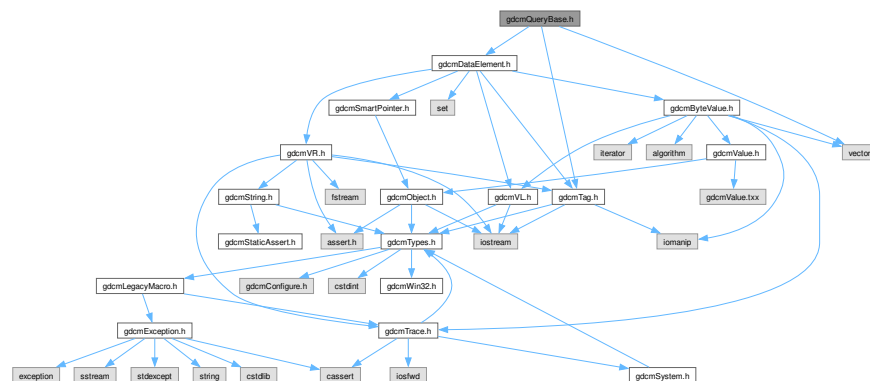 gdcmQueryBase.h
gdcmDataElement.h
gdcmSmartPointer.h
set
gdcmByteValue.h
gdcmVR.h
iterator
algorithm
gdcmValue.h
vector
gdcmString.h
fstream
gdcmObject.h
gdcmVL.h
gdcmTag.h
gdcmValue.txx
gdcmStaticAssert.h
assert.h
gdcmTypes.h
iostream
iomanip
gdcmLegacyMacro.h
gdcmConfigure.h
cstdint
gdcmWin32.h
gdcmException.h
gdcmTrace.h
exception
sstream
stdexcept
string
cstdlib
cassert
iosfwd
gdcmSystem.h